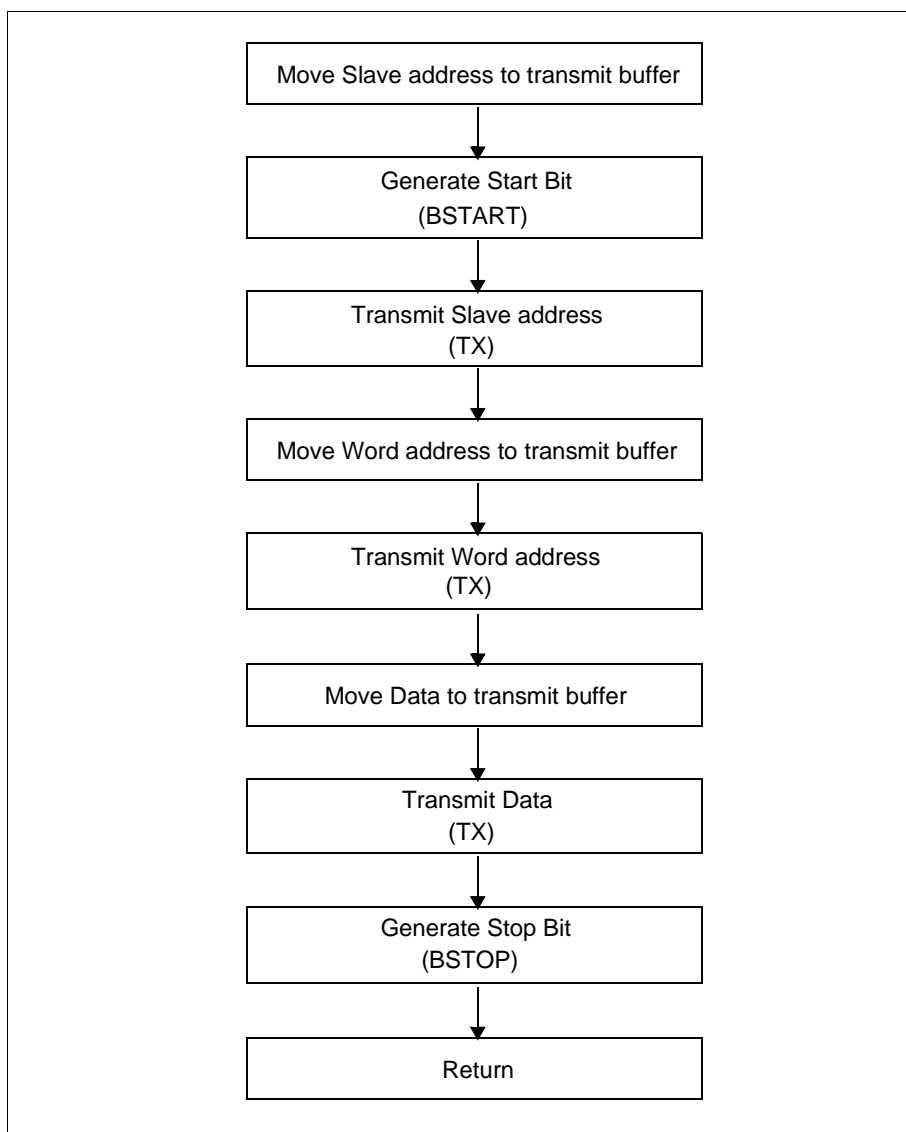 Move Slave address to transmit buffer
Generate Start Bit
(BSTART)
Transmit Slave address
(TX)
Move Word address to transmit buffer
Transmit Word address
(TX)
Move Data to transmit buffer
Transmit Data
(TX)
Generate Stop Bit
(BSTOP)
Return